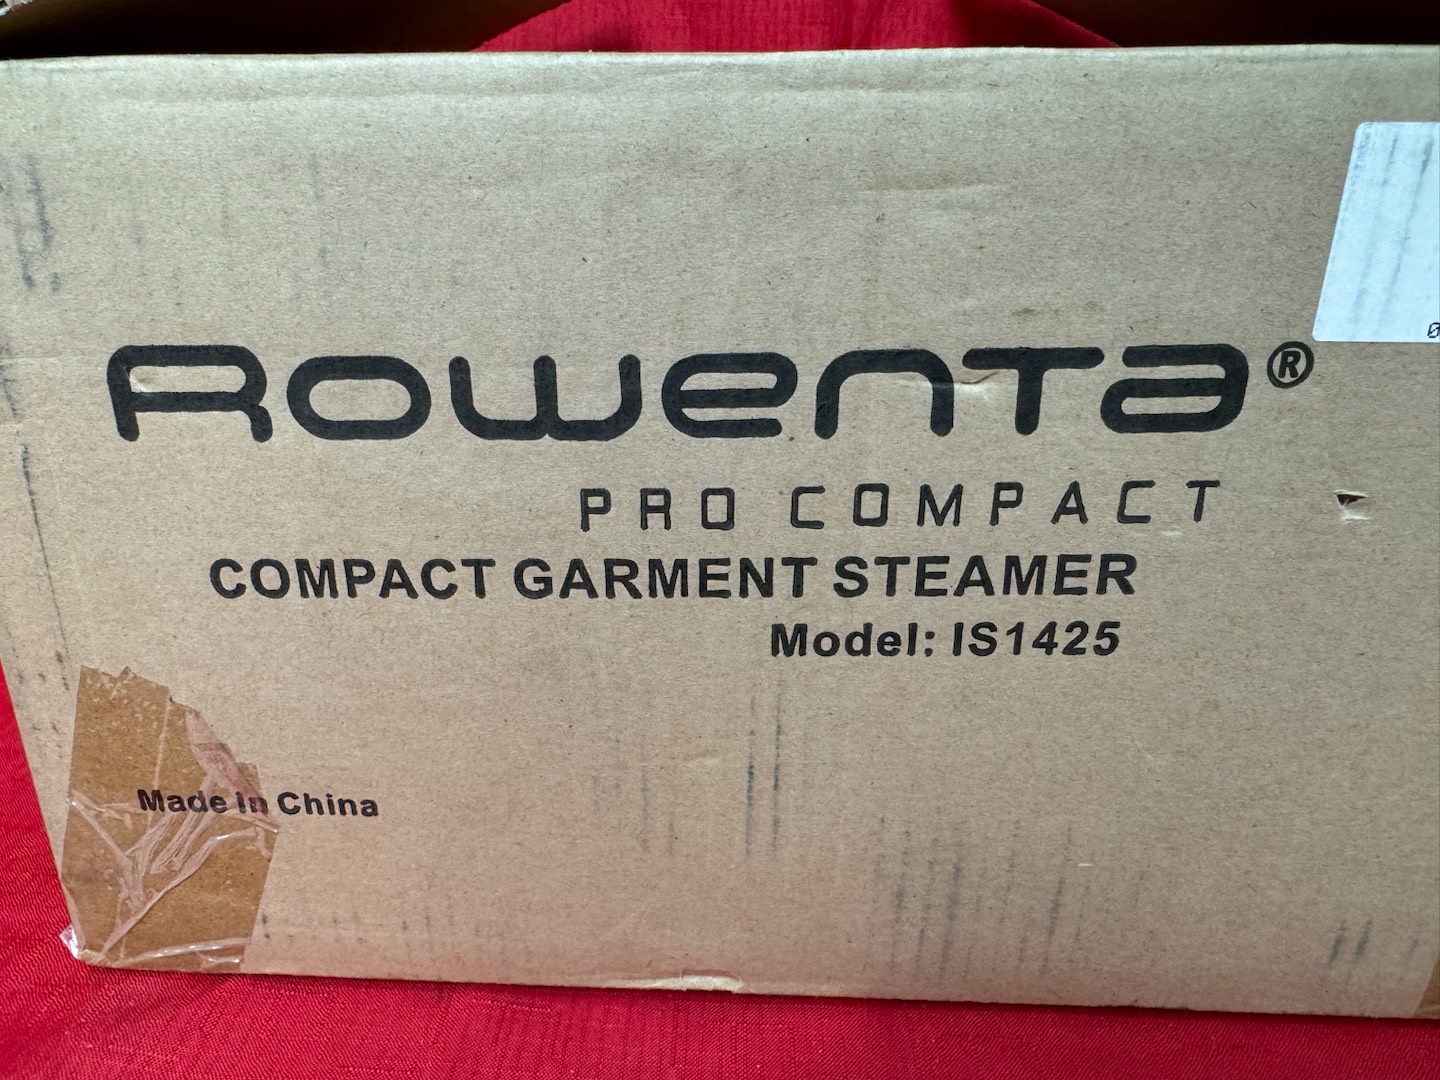 Rowenta®
PRO COMPACT
COMPACT GARMENT STEAMER
Model: IS1425
Made In China